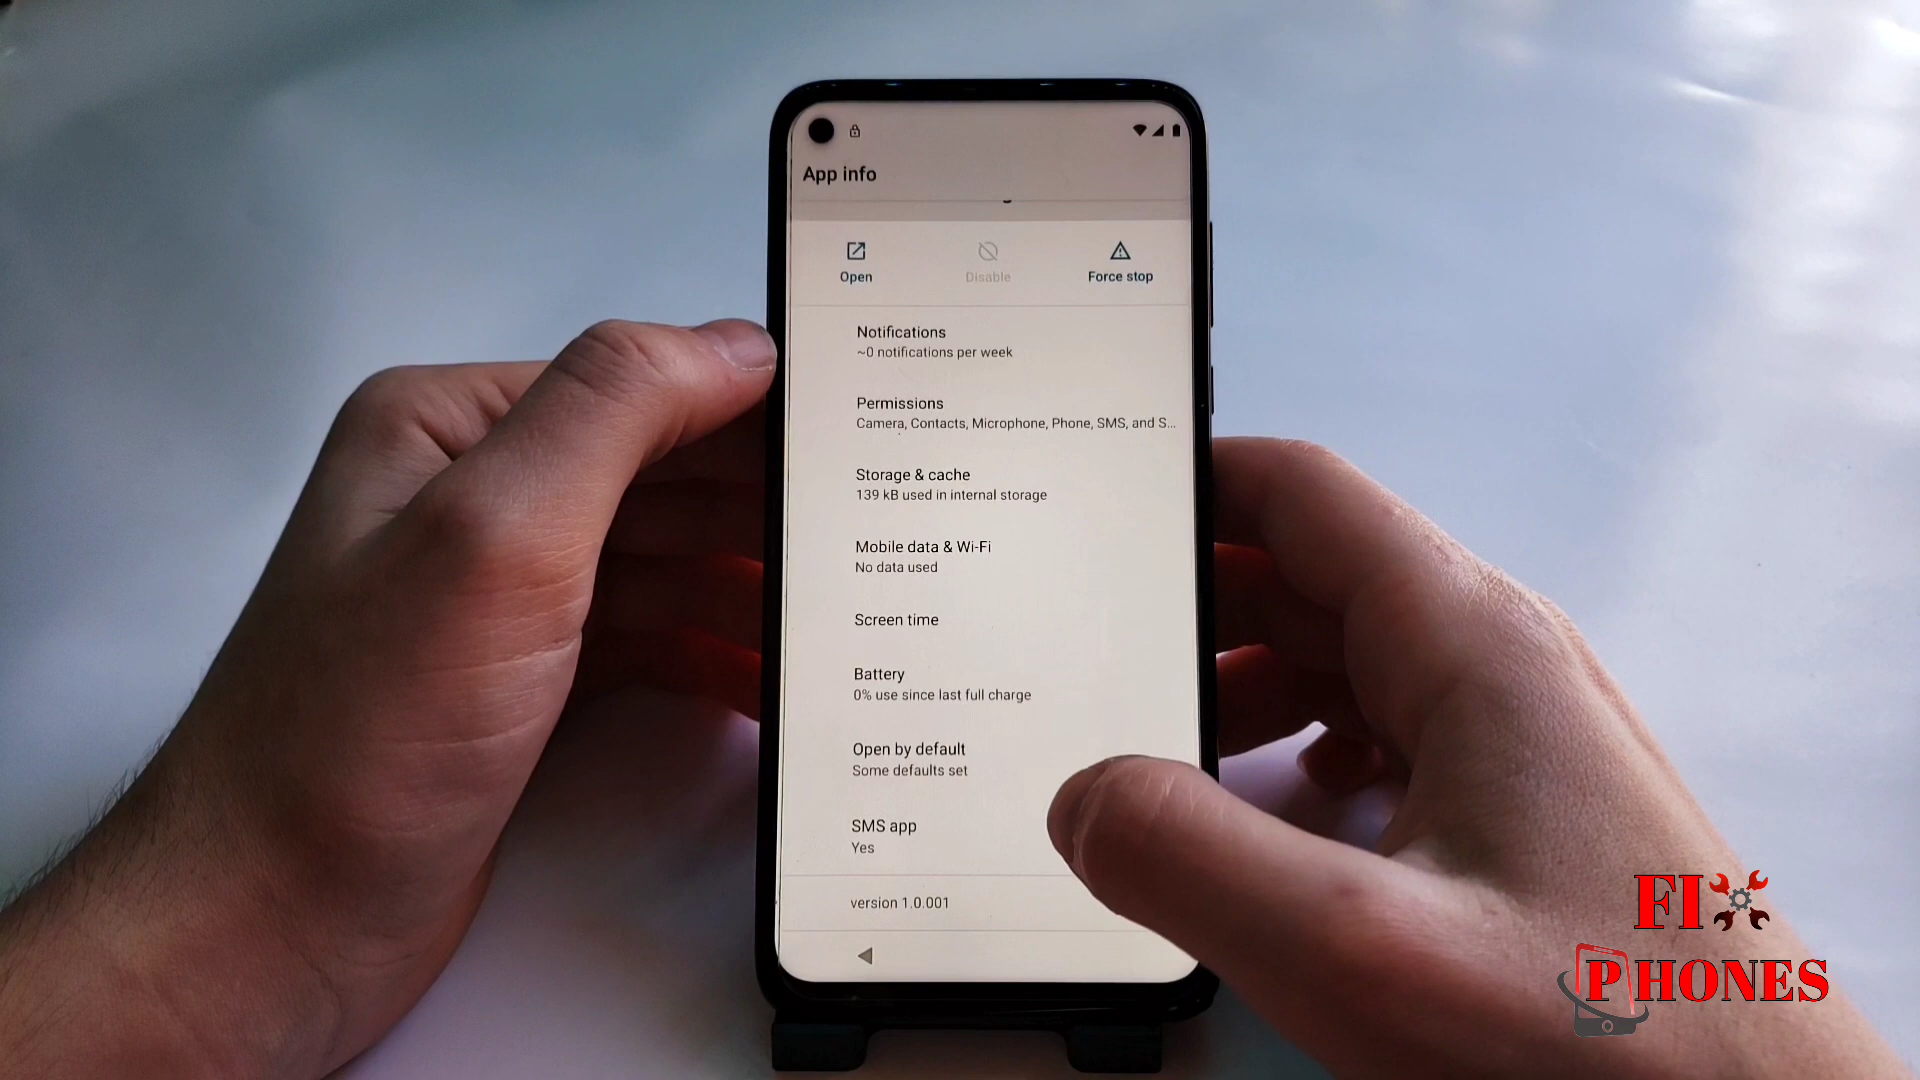 App info
Open
Disable
Force stop
Notifications
~0 notifications per week
Permissions
Camera, Contacts, Microphone, Phone, SMS, and S...
Storage & cache
139 kB used in internal storage
Mobile data & Wi-Fi
No data used
Screen time
Battery
0% use since last full charge
Open by default
Some defaults set
SMS app
Yes
version 1.0.001
FIX
PHONES